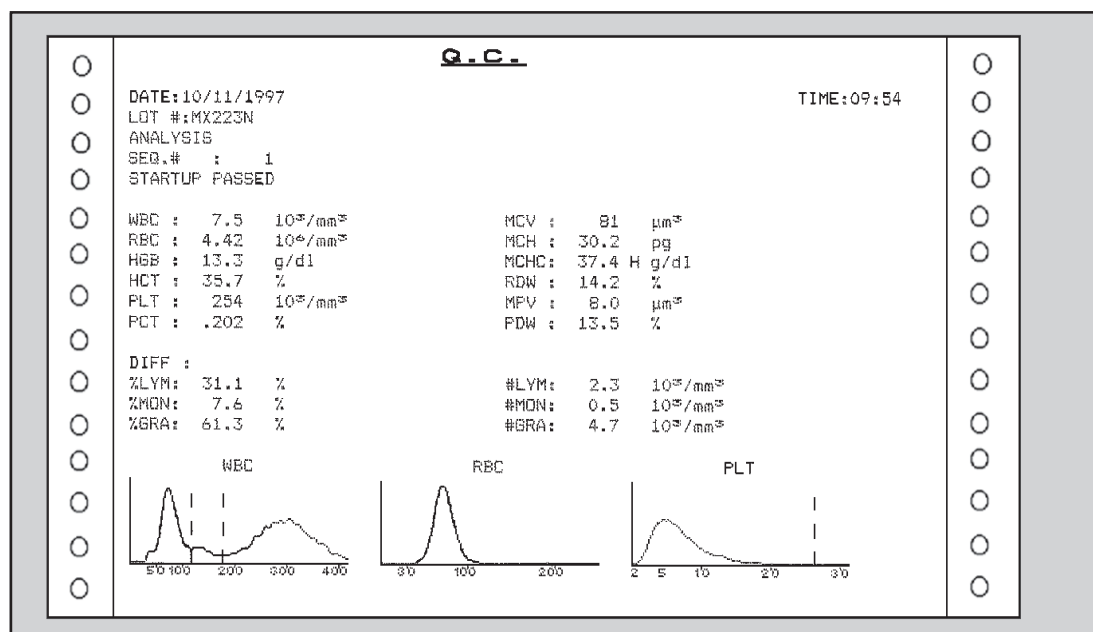 Q.C.
DATE:10/11/1997 TIME:09:54
LOT #:MX223N
ANALYSIS
SEQ.# : 1
STARTUP PASSED
WBC : 7.5 10³/mm³ MCV : 81 µm³
RBC : 4.42 10⁶/mm³ MCH : 30.2 pg
HGB : 13.3 g/dl MCHC: 37.4 H g/dl
HCT : 35.7 % RDW : 14.2 %
PLT : 254 10³/mm³ MPV : 8.0 µm³
PCT : .202 % PDW : 13.5 %
DIFF :
%LYM: 31.1 % #LYM: 2.3 10³/mm³
%MON: 7.6 % #MON: 0.5 10³/mm³
%GRA: 61.3 % #GRA: 4.7 10³/mm³
WBC RBC PLT
50 100 200 300 400 30 100 200 2 5 10 20 30